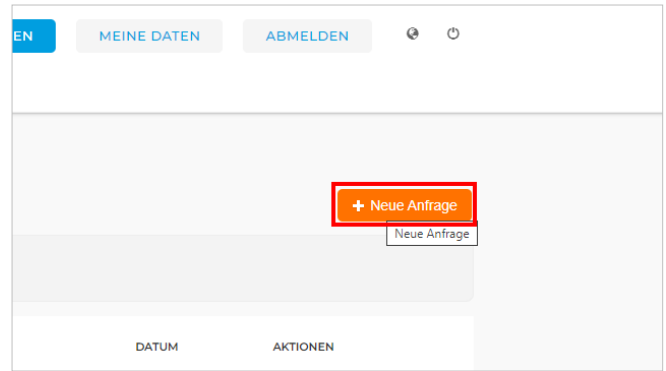 EN MEINE DATEN ABMELDEN
+ Neue Anfrage
Neue Anfrage
DATUM AKTIONEN